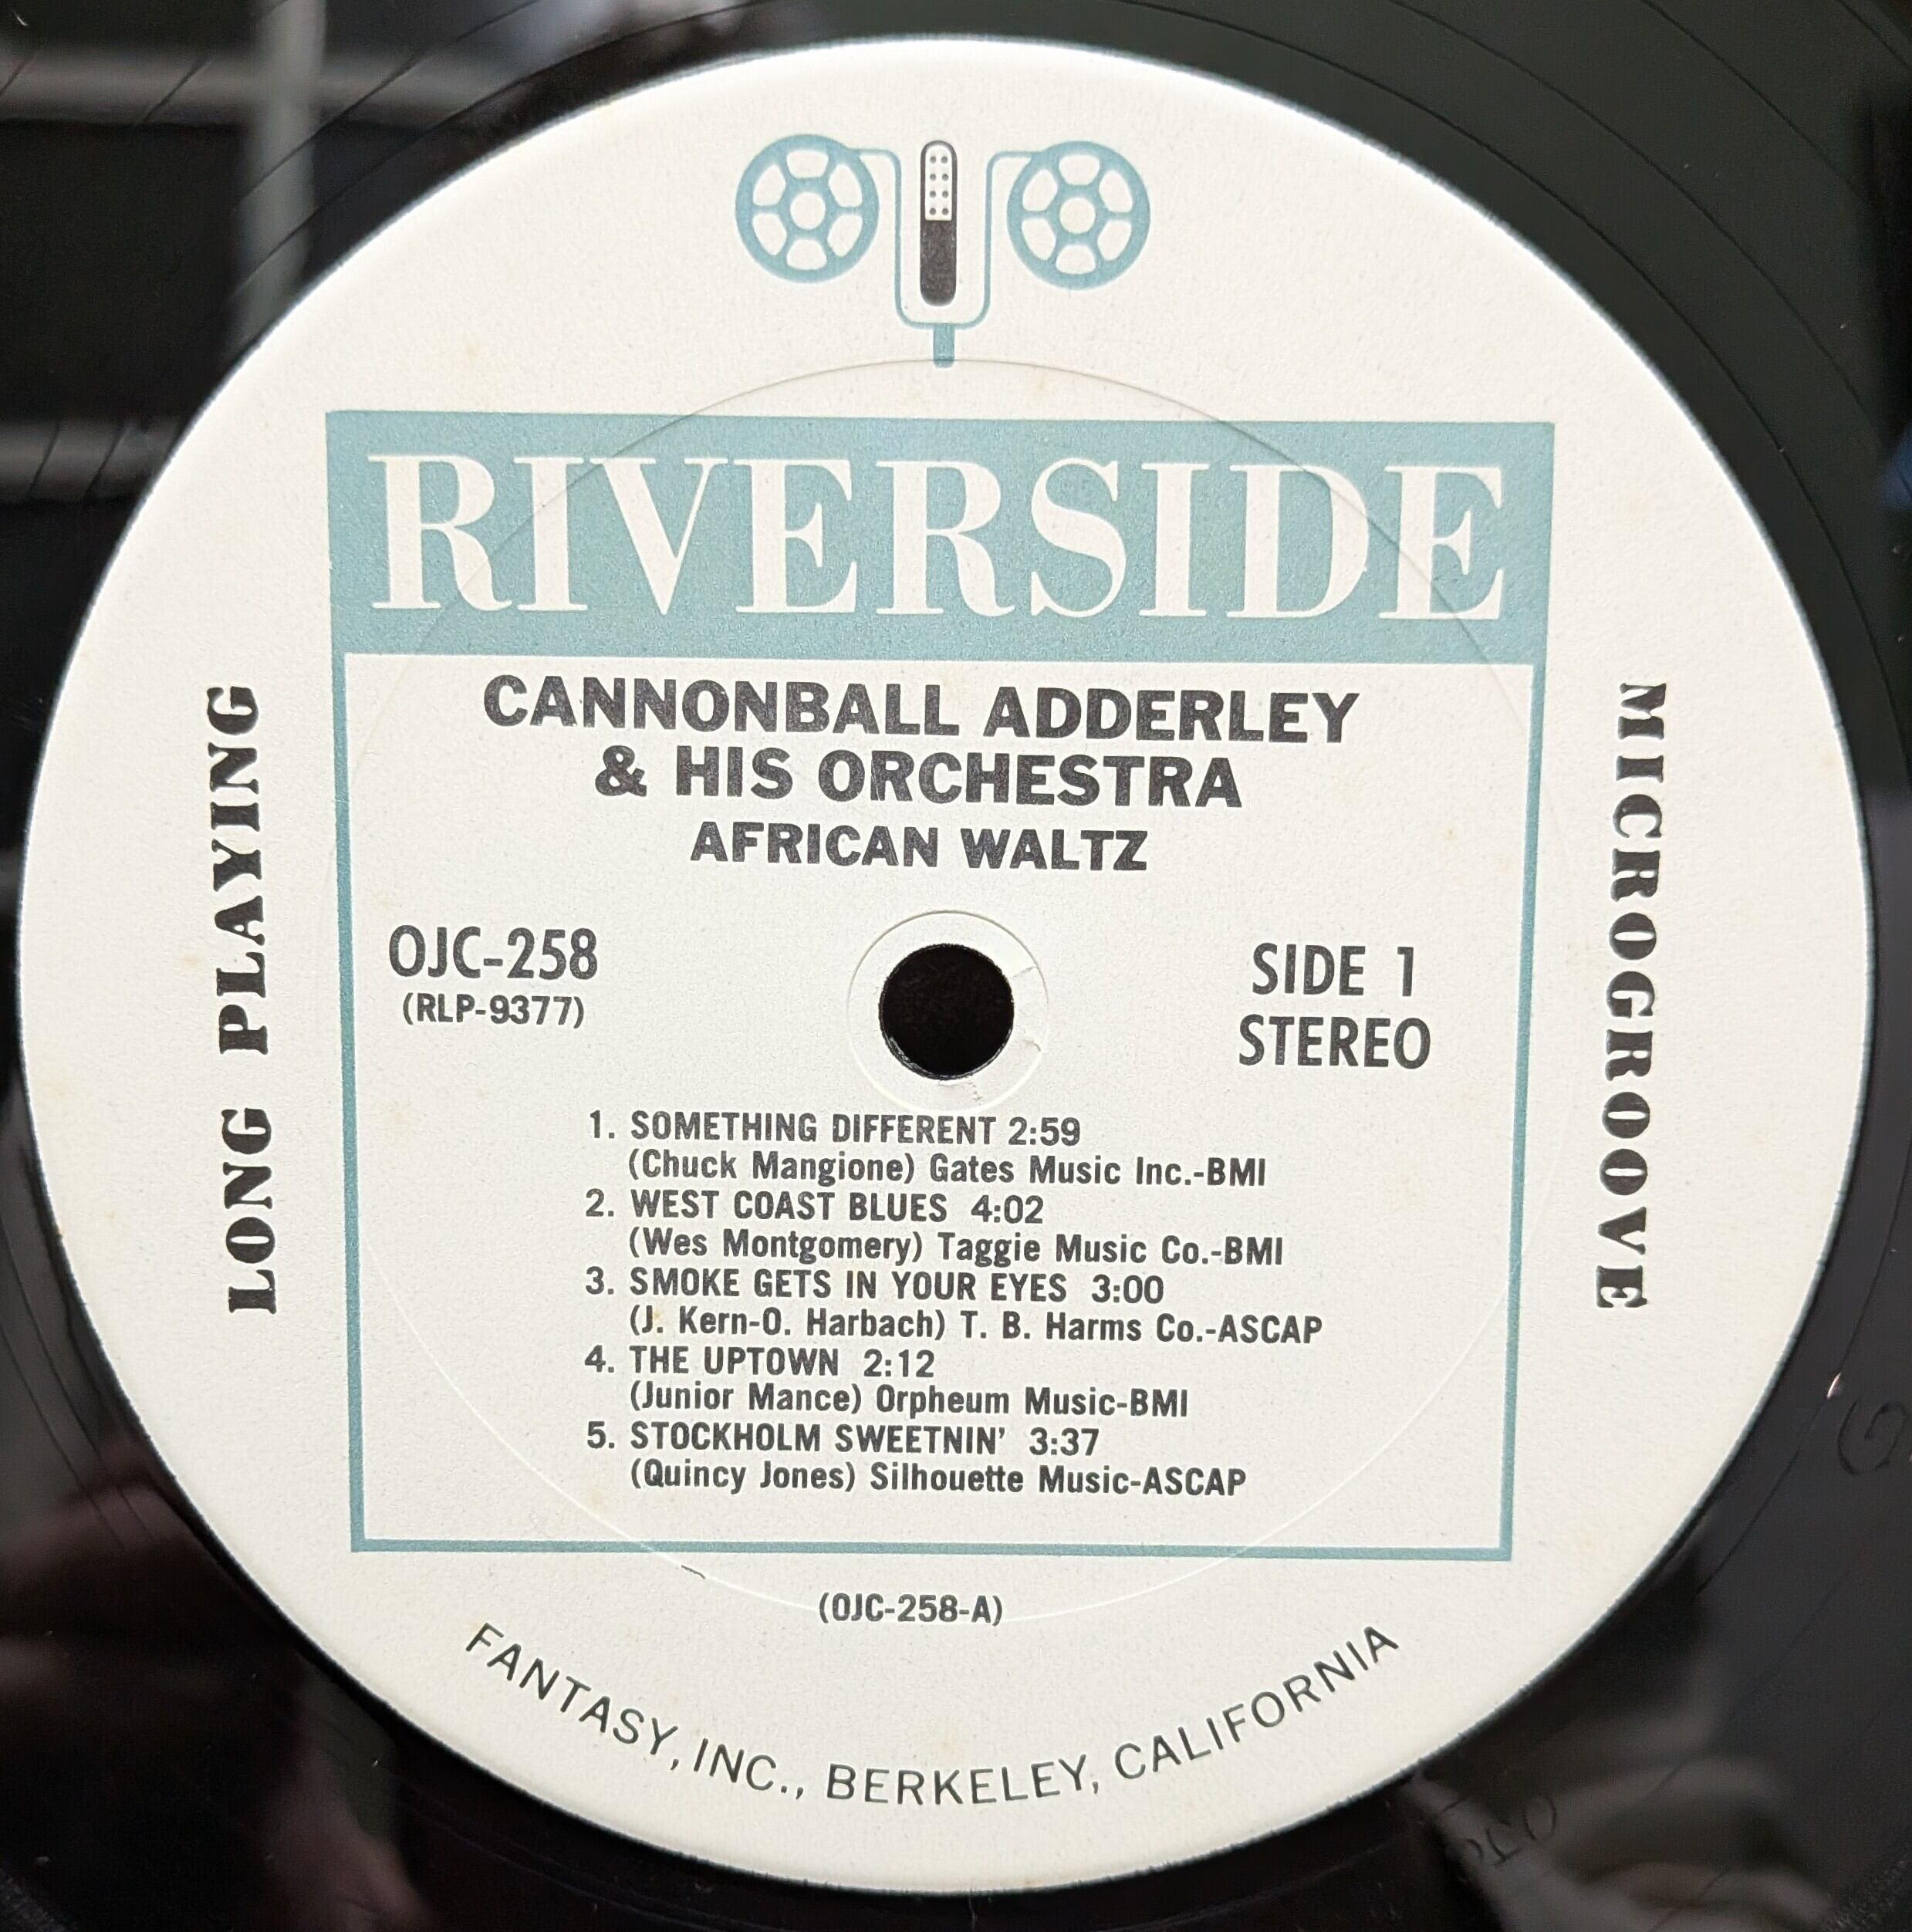 RIVERSIDE
CANNONBALL ADDERLEY
& HIS ORCHESTRA
AFRICAN WALTZ
LONG PLAYING
MICROGROOVE
OJC-258
(RLP-9377)
SIDE 1
STEREO
1. SOMETHING DIFFERENT 2:59
(Chuck Mangione) Gates Music Inc.-BMI
2. WEST COAST BLUES 4:02
(Wes Montgomery) Taggie Music Co.-BMI
3. SMOKE GETS IN YOUR EYES 3:00
(J. Kern-O. Harbach) T. B. Harms Co.-ASCAP
4. THE UPTOWN 2:12
(Junior Mance) Orpheum Music-BMI
5. STOCKHOLM SWEETNIN' 3:37
(Quincy Jones) Silhouette Music-ASCAP
(OJC-258-A)
FANTASY, INC., BERKELEY, CALIFORNIA